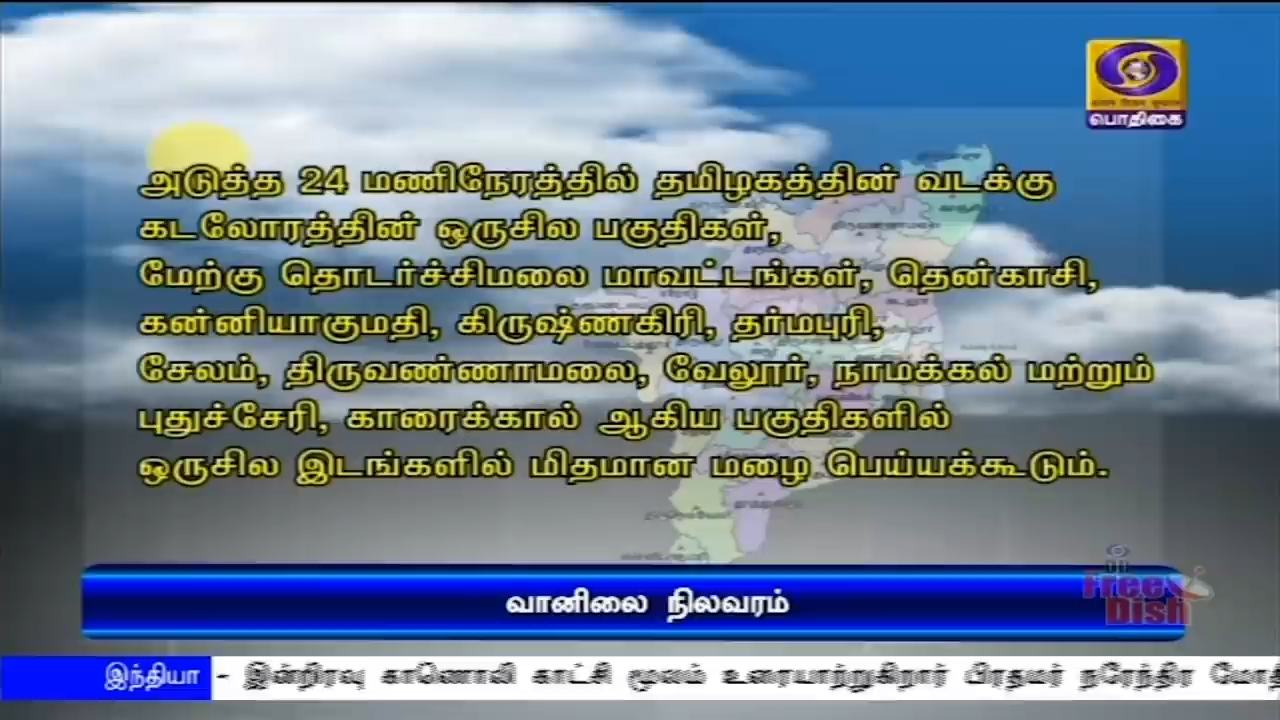 பொதிகை
அடுத்த 24 மணிநேரத்தில் தமிழகத்தின் வடக்கு
கடலோரத்தின் ஒருசில பகுதிகள்,
மேற்கு தொடர்ச்சிமலை மாவட்டங்கள், தென்காசி,
கன்னியாகுமதி, கிருஷ்ணகிரி, தர்மபுரி,
சேலம், திருவண்ணாமலை, வேலூர், நாமக்கல் மற்றும்
புதுச்சேரி, காரைக்கால் ஆகிய பகுதிகளில்
ஒருசில இடங்களில் மிதமான மழை பெய்யக்கூடும்.
வானிலை நிலவரம்
Free
Dish
இந்தியா - இன்றிரவு காணொலி காட்சி மூலம் உரையாற்றுகிறார் பிரதமர் நரேந்திர மோதி